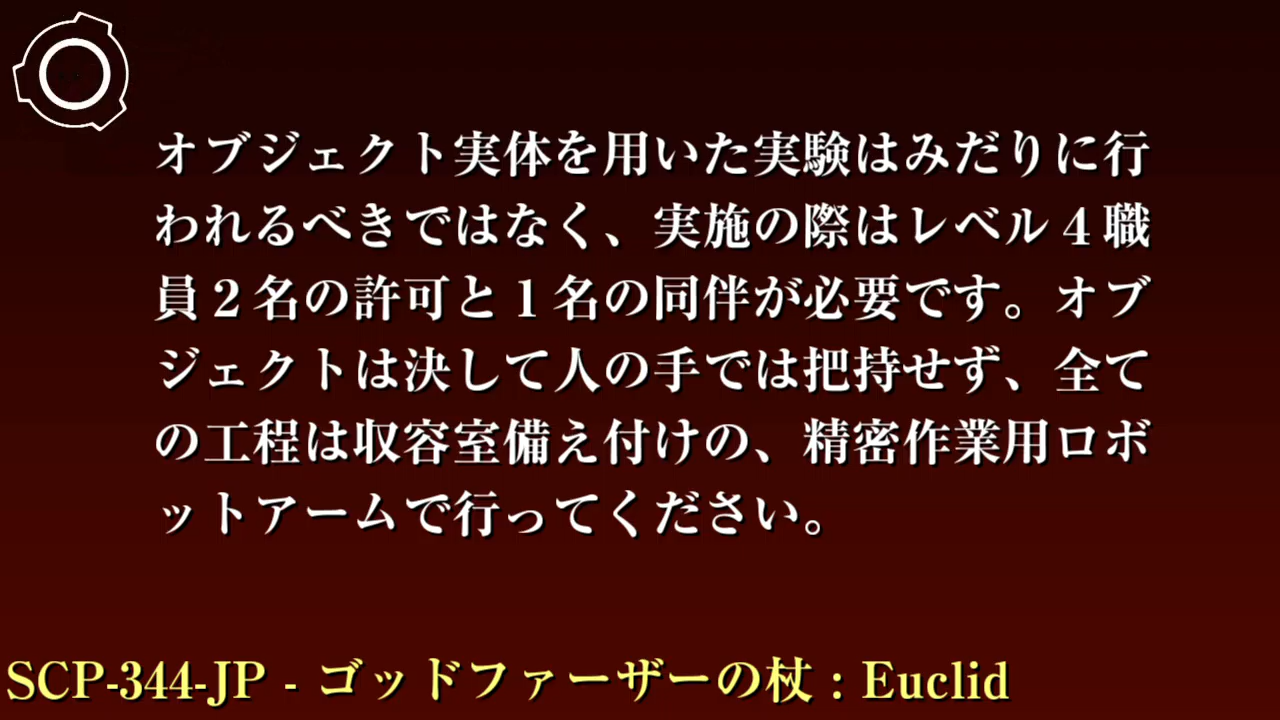 オブジェクト実体を用いた実験はみだりに行
われるべきではなく、実施の際はレベル４職
員２名の許可と１名の同伴が必要です。オブ
ジェクトは決して人の手では把持せず、全て
の工程は収容室備え付けの、精密作業用ロボ
ットアームで行ってください。
SCP-344-JP - ゴッドファーザーの杖 : Euclid